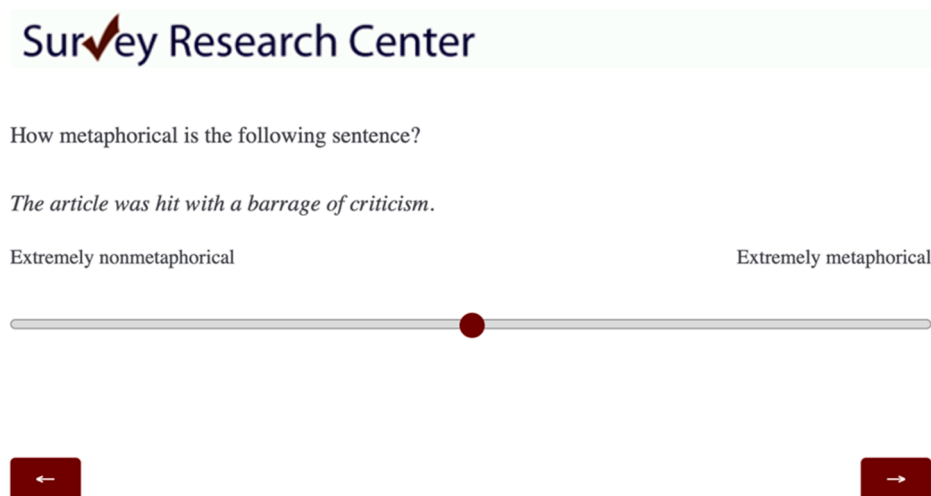 Survey Research Center
How metaphorical is the following sentence?
The article was hit with a barrage of criticism.
Extremely nonmetaphorical Extremely metaphorical
← →